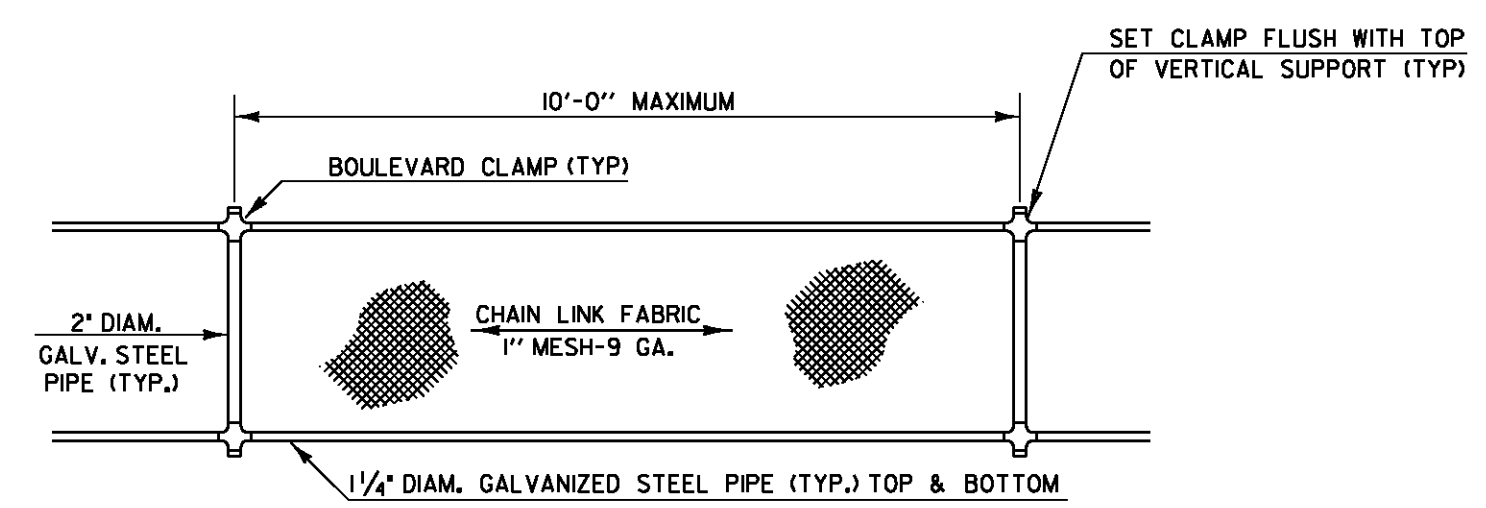 SET CLAMP FLUSH WITH TOP
OF VERTICAL SUPPORT (TYP)
10'-0'' MAXIMUM
BOULEVARD CLAMP (TYP)
2" DIAM.
GALV. STEEL
PIPE (TYP.)
CHAIN LINK FABRIC
1'' MESH-9 GA.
1 1/4" DIAM. GALVANIZED STEEL PIPE (TYP.) TOP & BOTTOM